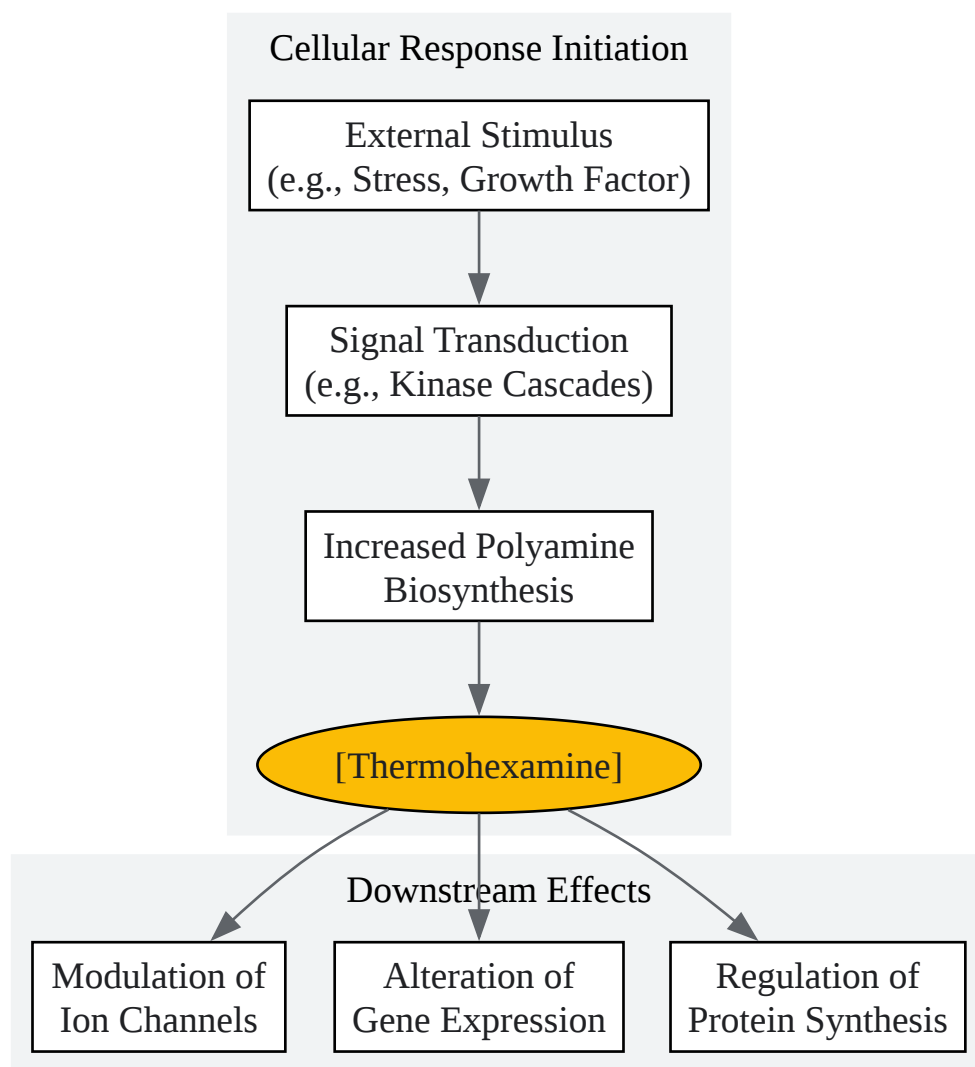 Cellular Response Initiation
External Stimulus
(e.g., Stress, Growth Factor)
Signal Transduction
(e.g., Kinase Cascades)
Increased Polyamine
Biosynthesis
[Thermohexamine]
Downstream Effects
Modulation of
Ion Channels
Alteration of
Gene Expression
Regulation of
Protein Synthesis